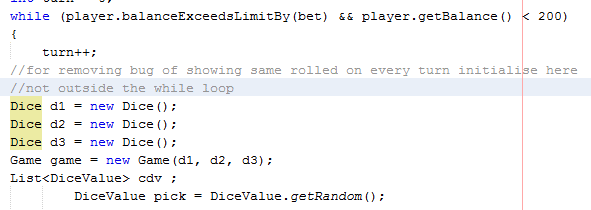 while (player.balanceExceedsLimitBy(bet) && player.getBalance() < 200)
{
turn++;
//for removing bug of showing same rolled on every turn initialise here
//not outside the while loop
Dice d1 = new Dice();
Dice d2 = new Dice();
Dice d3 = new Dice();
Game game = new Game(d1, d2, d3);
List<DiceValue> cdv ;
DiceValue pick = DiceValue.getRandom();